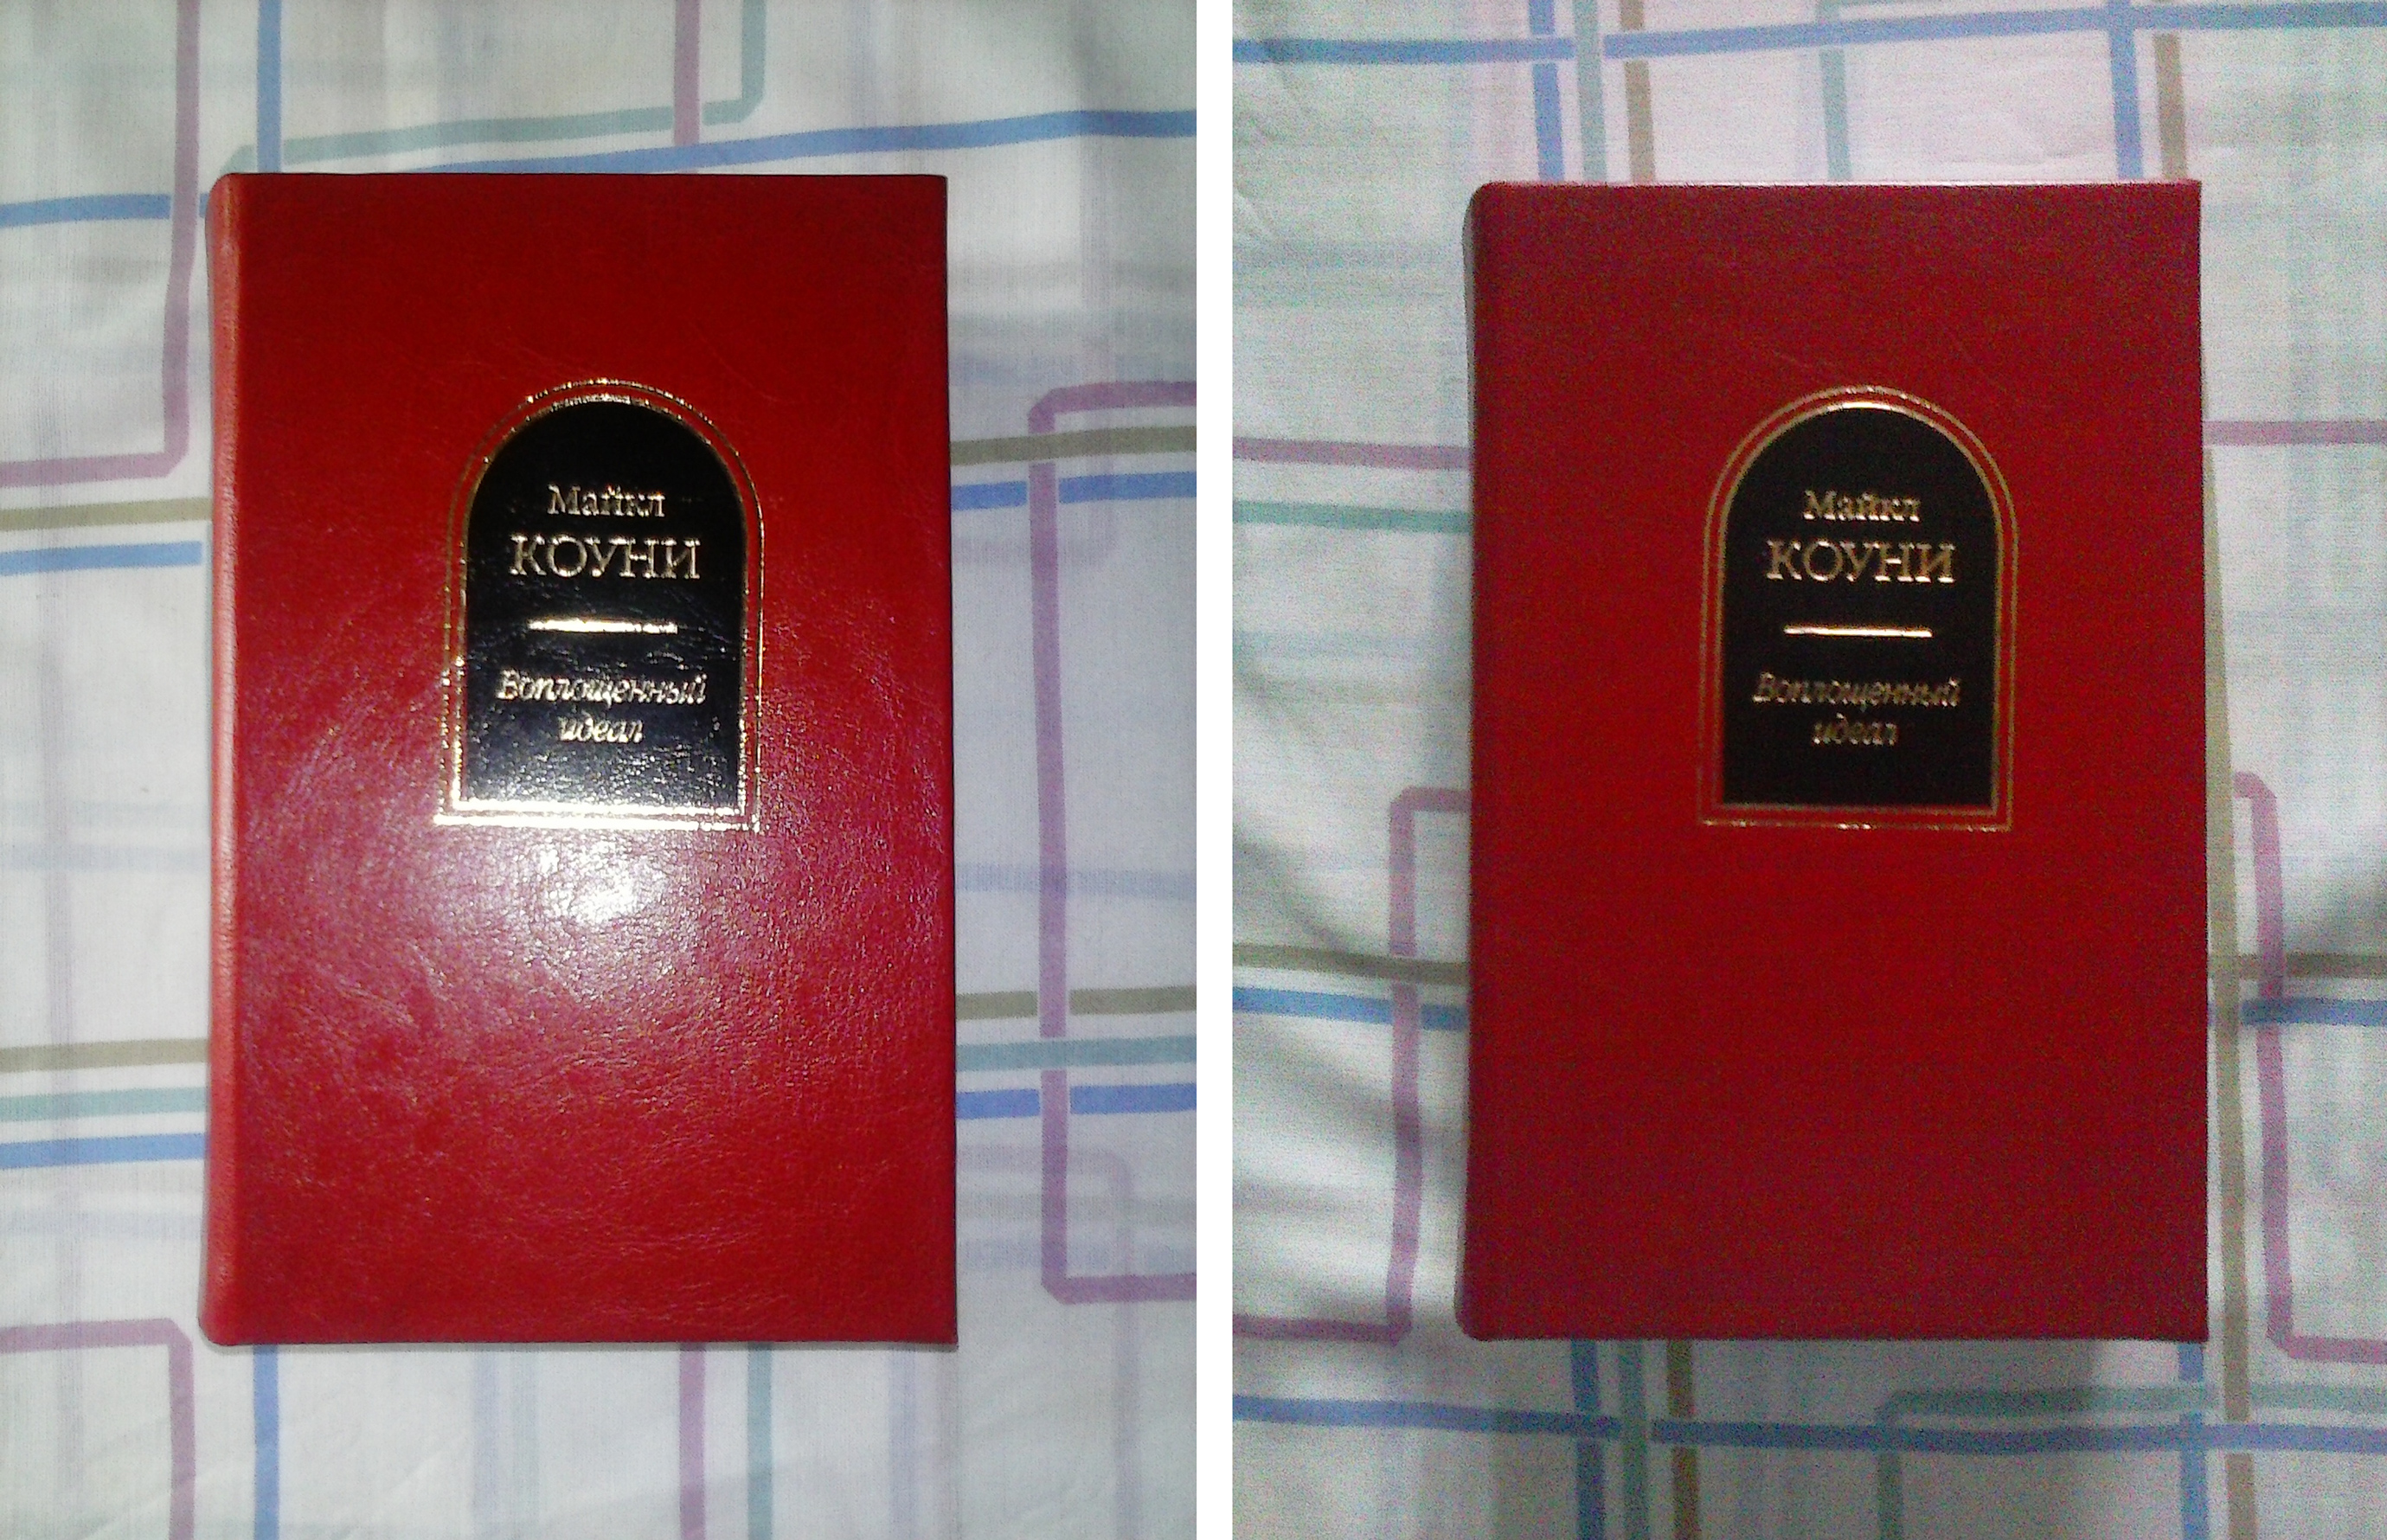 Майкл
КОУНИ
Воплощенный
идеал
Майкл
КОУНИ
Воплощенный
идеал